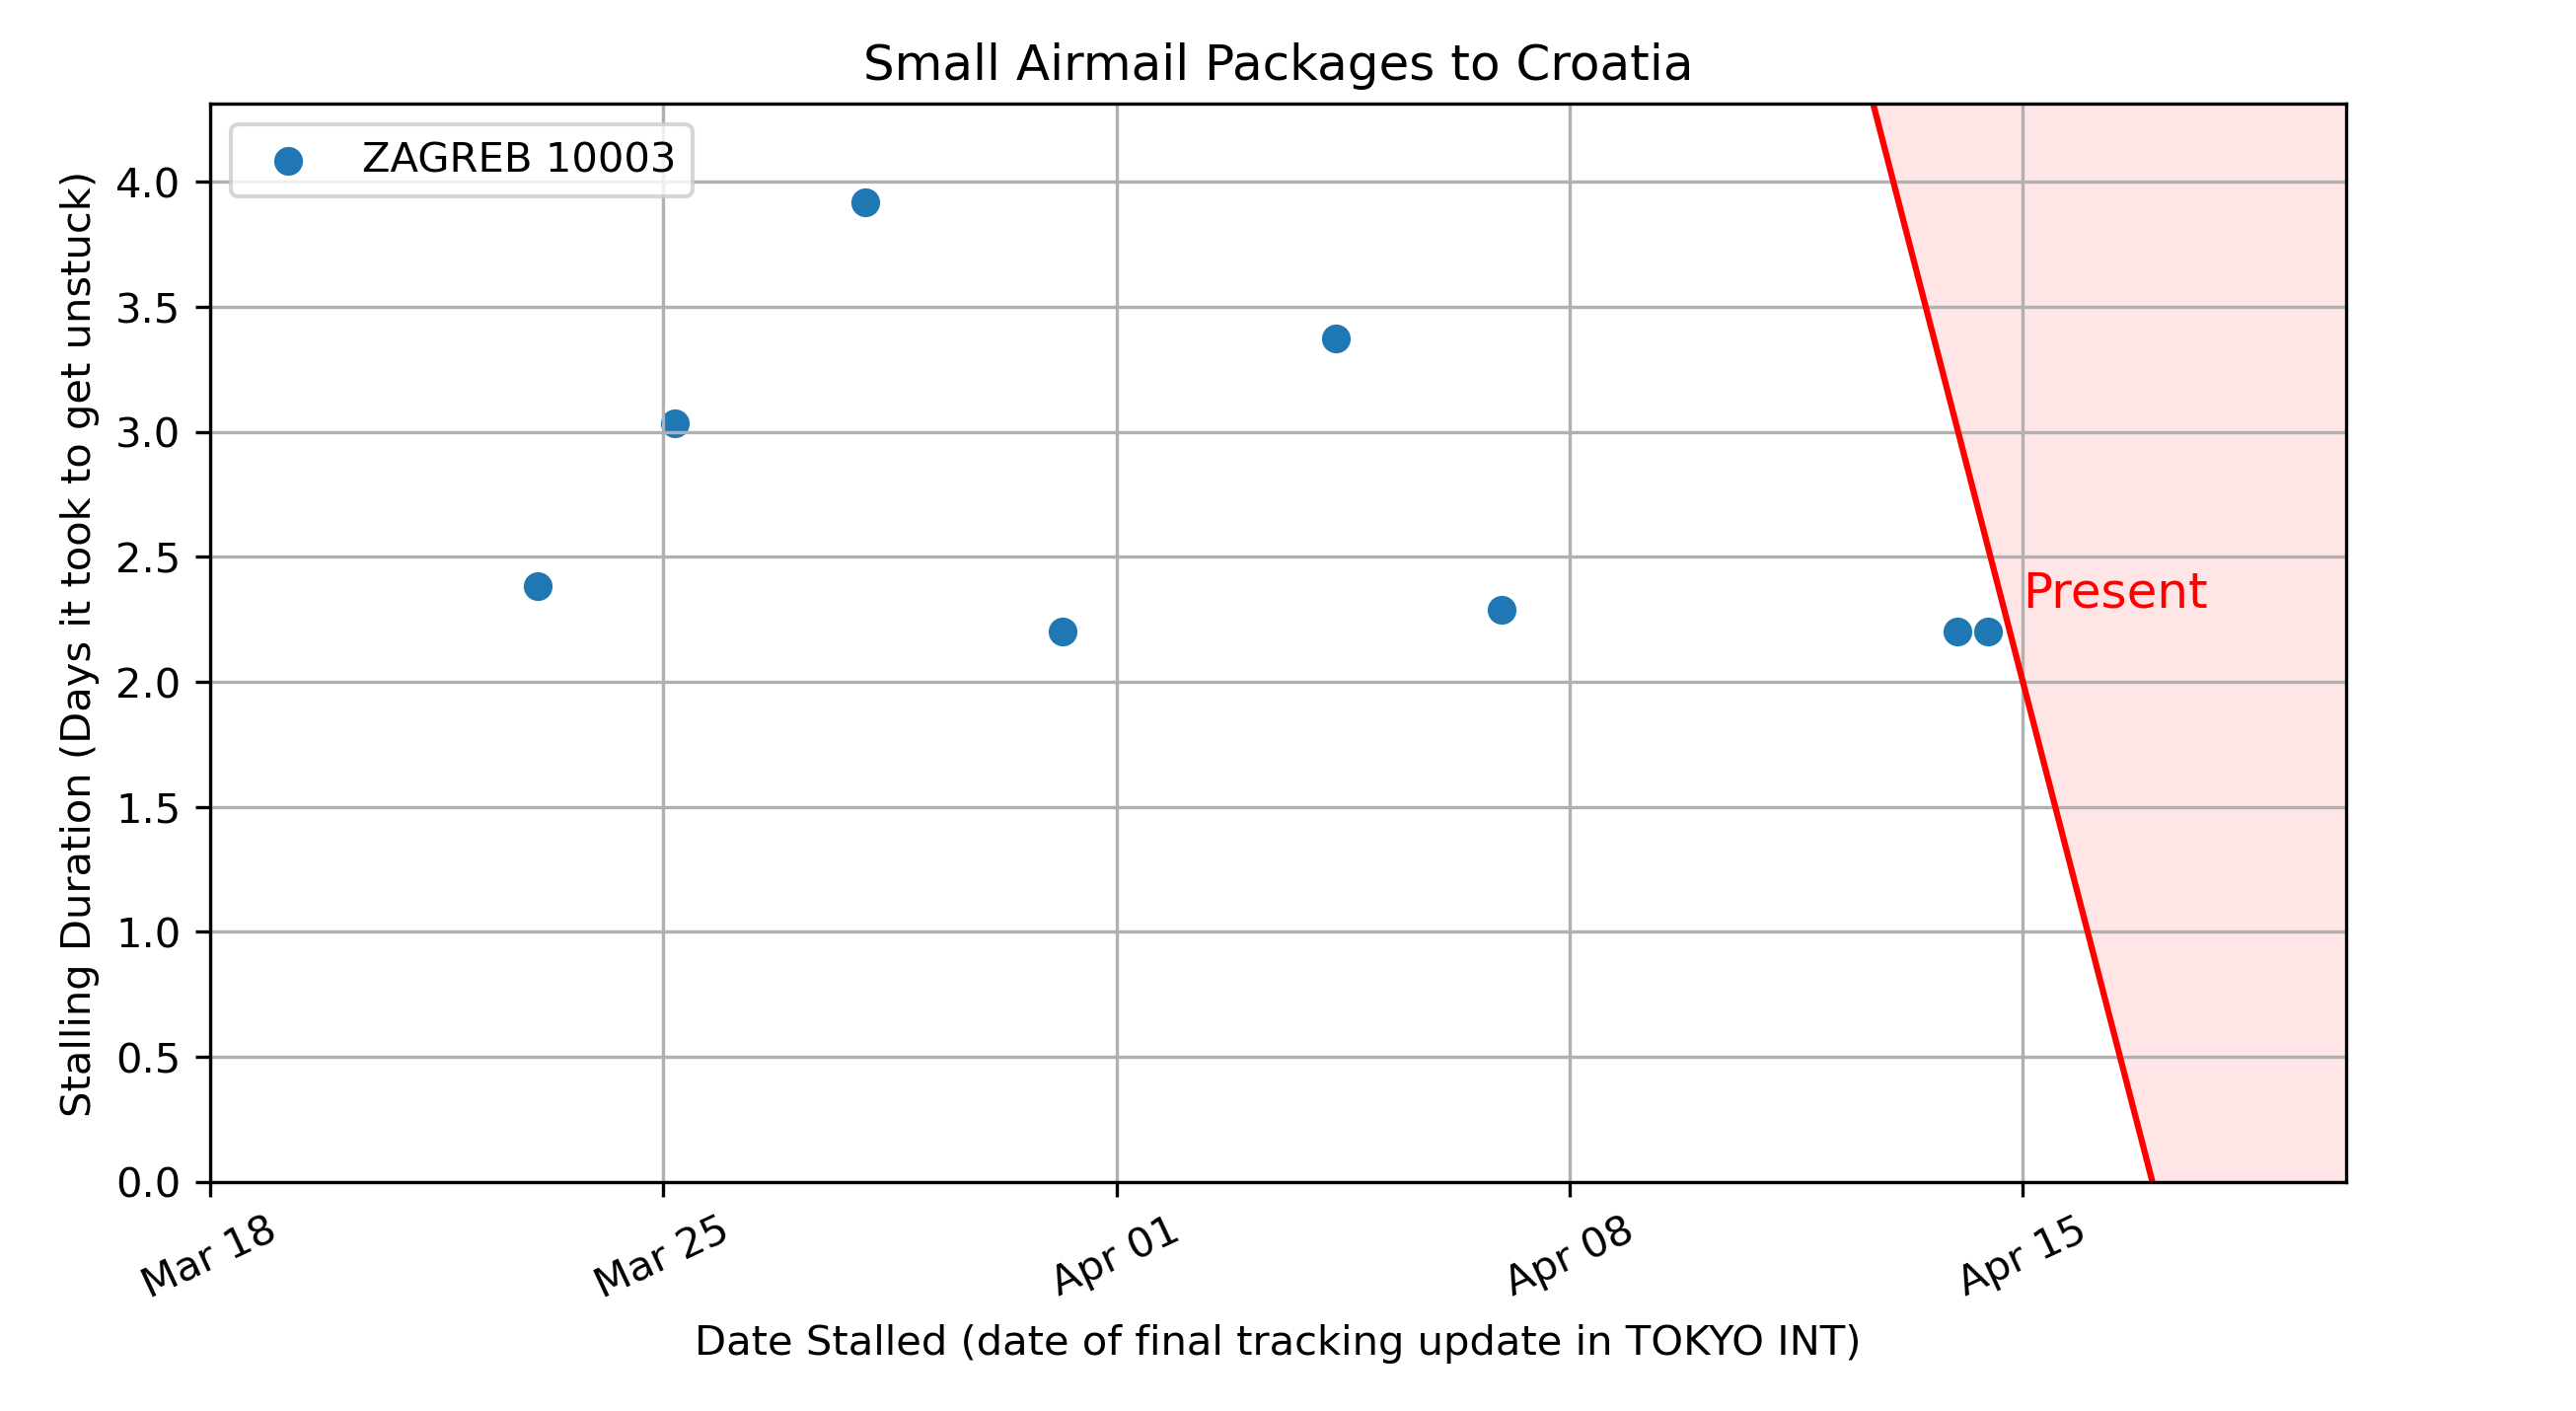 Small Airmail Packages to Croatia
ZAGREB 10003
Stalling Duration (Days it took to get unstuck)
4.0
3.5
3.0
2.5
2.0
1.5
1.0
0.5
0.0
Present
Mar 18
Mar 25
Apr 01
Apr 08
Apr 15
Date Stalled (date of final tracking update in TOKYO INT)